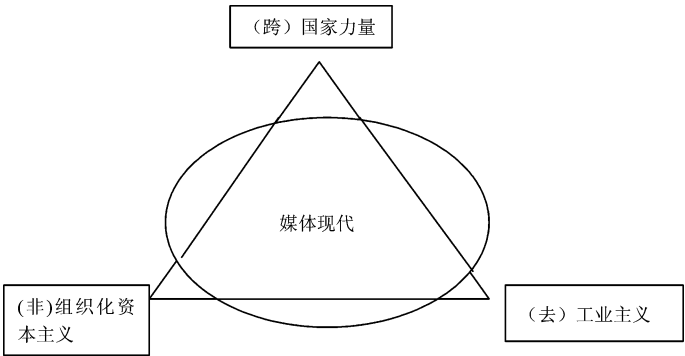 （跨）国家力量
媒体现代
(非)组织化资
本主义
（去）工业主义